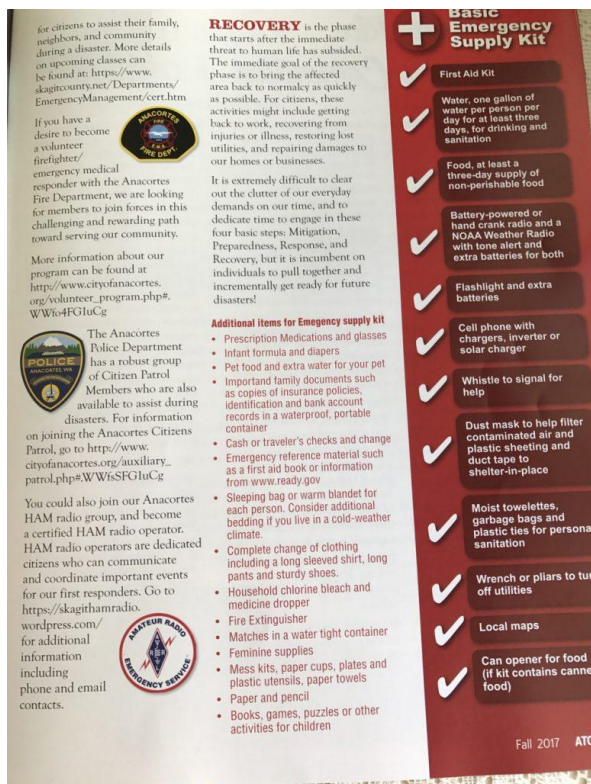 for citizens to assist their family,
neighbors, and community
during a disaster. More details
on upcoming classes can
be found at: https://www.
skagitcounty.net/Departments/
EmergencyManagement/cert.htm
If you have a
desire to become
a volunteer
firefighter/
emergency medical
responder with the Anacortes
Fire Department, we are looking
for members to join forces in this
challenging and rewarding path
toward serving our community.
ANACORTES
FIRE
FIRE DEPT.
More information about our
program can be found at
http://www.cityofanacortes.
org/volunteer_program.php#.
WWfo4FG1uCg
POLICE
ANACORTES, WA
The Anacortes
Police Department
has a robust group
of Citizen Patrol
Members who are also
available to assist during
disasters. For information
on joining the Anacortes Citizens
Patrol, go to http://www.
cityofanacortes.org/auxiliary_
patrol.php#.WWfsSFG1uCg
You could also join our Anacortes
HAM radio group, and become
a certified HAM radio operator.
HAM radio operators are dedicated
citizens who can communicate
and coordinate important events
for our first responders. Go to
https://skagithamradio.
wordpress.com/
for additional
information
including
phone and email
contacts.
AMATEUR RADIO
EMERGENCY SERVICE
RECOVERY is the phase
that starts after the immediate
threat to human life has subsided.
The immediate goal of the recovery
phase is to bring the affected
area back to normalcy as quickly
as possible. For citizens, these
activities might include getting
back to work, recovering from
injuries or illness, restoring lost
utilities, and repairing damages to
our homes or businesses.
It is extremely difficult to clear
out the clutter of our everyday
demands on our time, and to
dedicate time to engage in these
four basic steps: Mitigation,
Preparedness, Response, and
Recovery, but it is incumbent on
individuals to pull together and
incrementally get ready for future
disasters!
Additional items for Emegency supply kit
• Prescription Medications and glasses
• Infant formula and diapers
• Pet food and extra water for your pet
• Importand family documents such
as copies of insurance policies,
identification and bank account
records in a waterproof, portable
container
• Cash or traveler's checks and change
• Emergency reference material such
as a first aid book or information
from www.ready.gov
• Sleeping bag or warm blandet for
each person. Consider additional
bedding if you live in a cold-weather
climate.
• Complete change of clothing
including a long sleeved shirt, long
pants and sturdy shoes.
• Household chlorine bleach and
medicine dropper
• Fire Extinguisher
• Matches in a water tight container
• Feminine supplies
• Mess kits, paper cups, plates and
plastic utensils, paper towels
• Paper and pencil
• Books, games, puzzles or other
activities for children
Basic
Emergency
Supply Kit
First Aid Kit
Water, one gallon of
water per person per
day for at least three
days, for drinking and
sanitation
Food, at least a
three-day supply of
non-perishable food
Battery-powered or
hand crank radio and a
NOAA Weather Radio
with tone alert and
extra batteries for both
Flashlight and extra
batteries
Cell phone with
chargers, inverter or
solar charger
Whistle to signal for
help
Dust mask to help filter
contaminated air and
plastic sheeting and
duct tape to
shelter-in-place
Moist towelettes,
garbage bags and
plastic ties for persona
sanitation
Wrench or pliars to tur
off utilities
Local maps
Can opener for food
(if kit contains canne
food)
Fall 2017 ATC